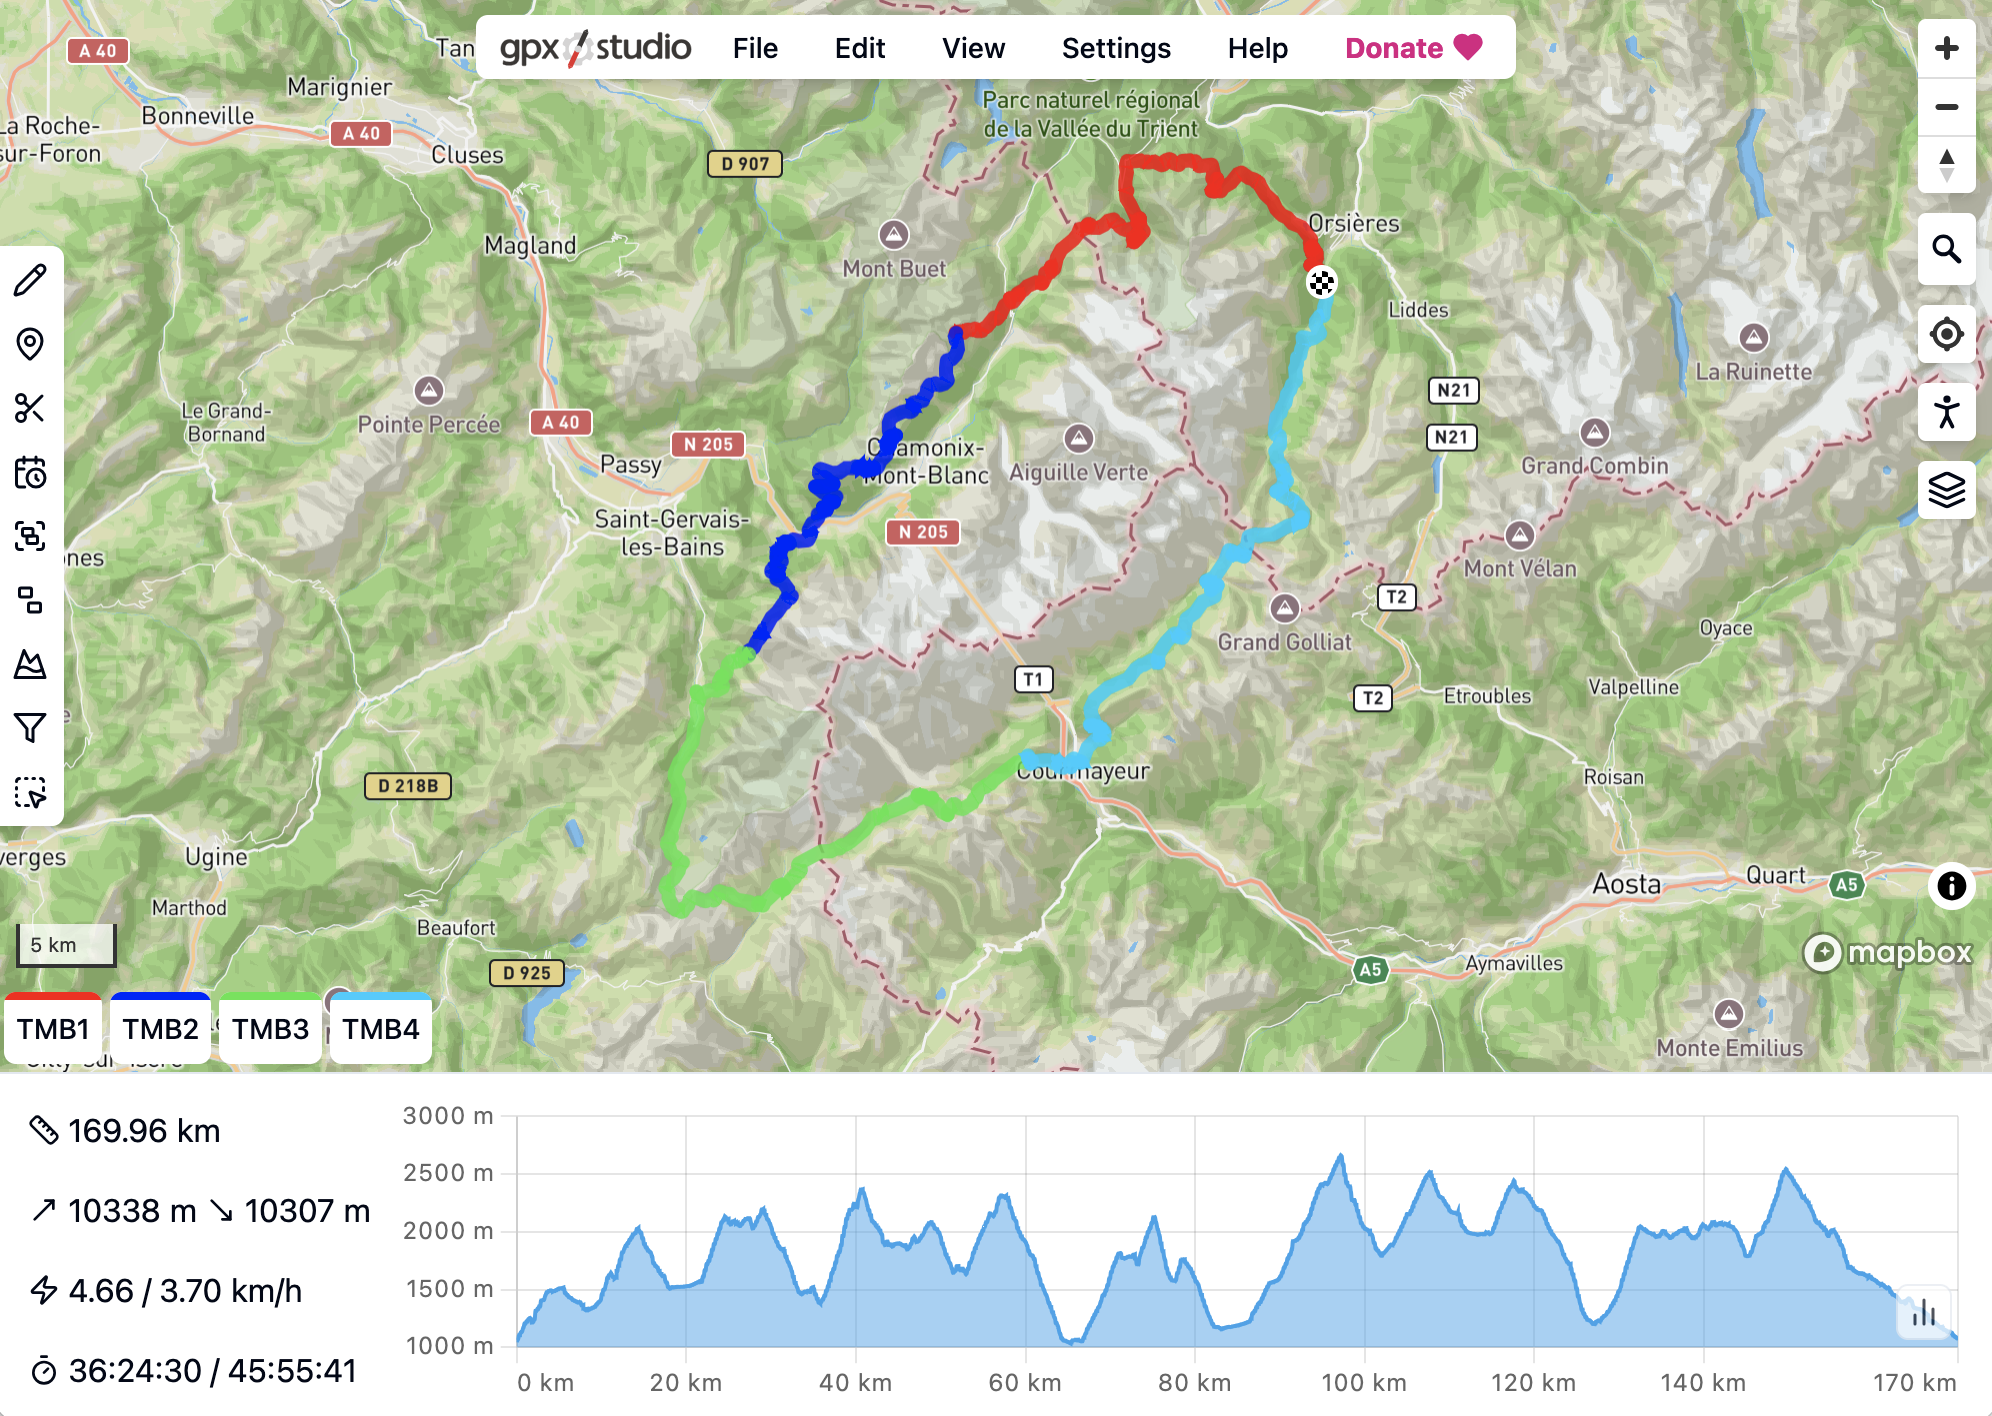 gpx studio File Edit View Settings Help Donate
A 40
Tan
Marignier
Bonneville
La Roche-
sur-Foron
A 40
Cluses
Parc naturel régional
de la Vallée du Trient
D 907
Magland
Mont Buet
Orsières
Liddes
La Ruinette
Pointe Percée
Le Grand-
Bornand
A 40
N 205
Passy
Chamonix-
Mont-Blanc
Aiguille Verte
N21
N21
Grand Combin
Saint-Gervais-
les-Bains
N 205
ones
Mont Vélan
T2
Grand Golliat
Oyace
T1
T2
Etroubles
Valpelline
Courmayeur
Roisan
D 218B
verges
Ugine
Aosta
Quart
A5
Marthod
Beaufort
5 km
D 925
A5
Aymavilles
mapbox
Monte Emilius
TMB1 TMB2 TMB3 TMB4
169.96 km
10338 m 10307 m
4.66 / 3.70 km/h
36:24:30 / 45:55:41
3000 m
2500 m
2000 m
1500 m
1000 m
0 km 20 km 40 km 60 km 80 km 100 km 120 km 140 km 170 km